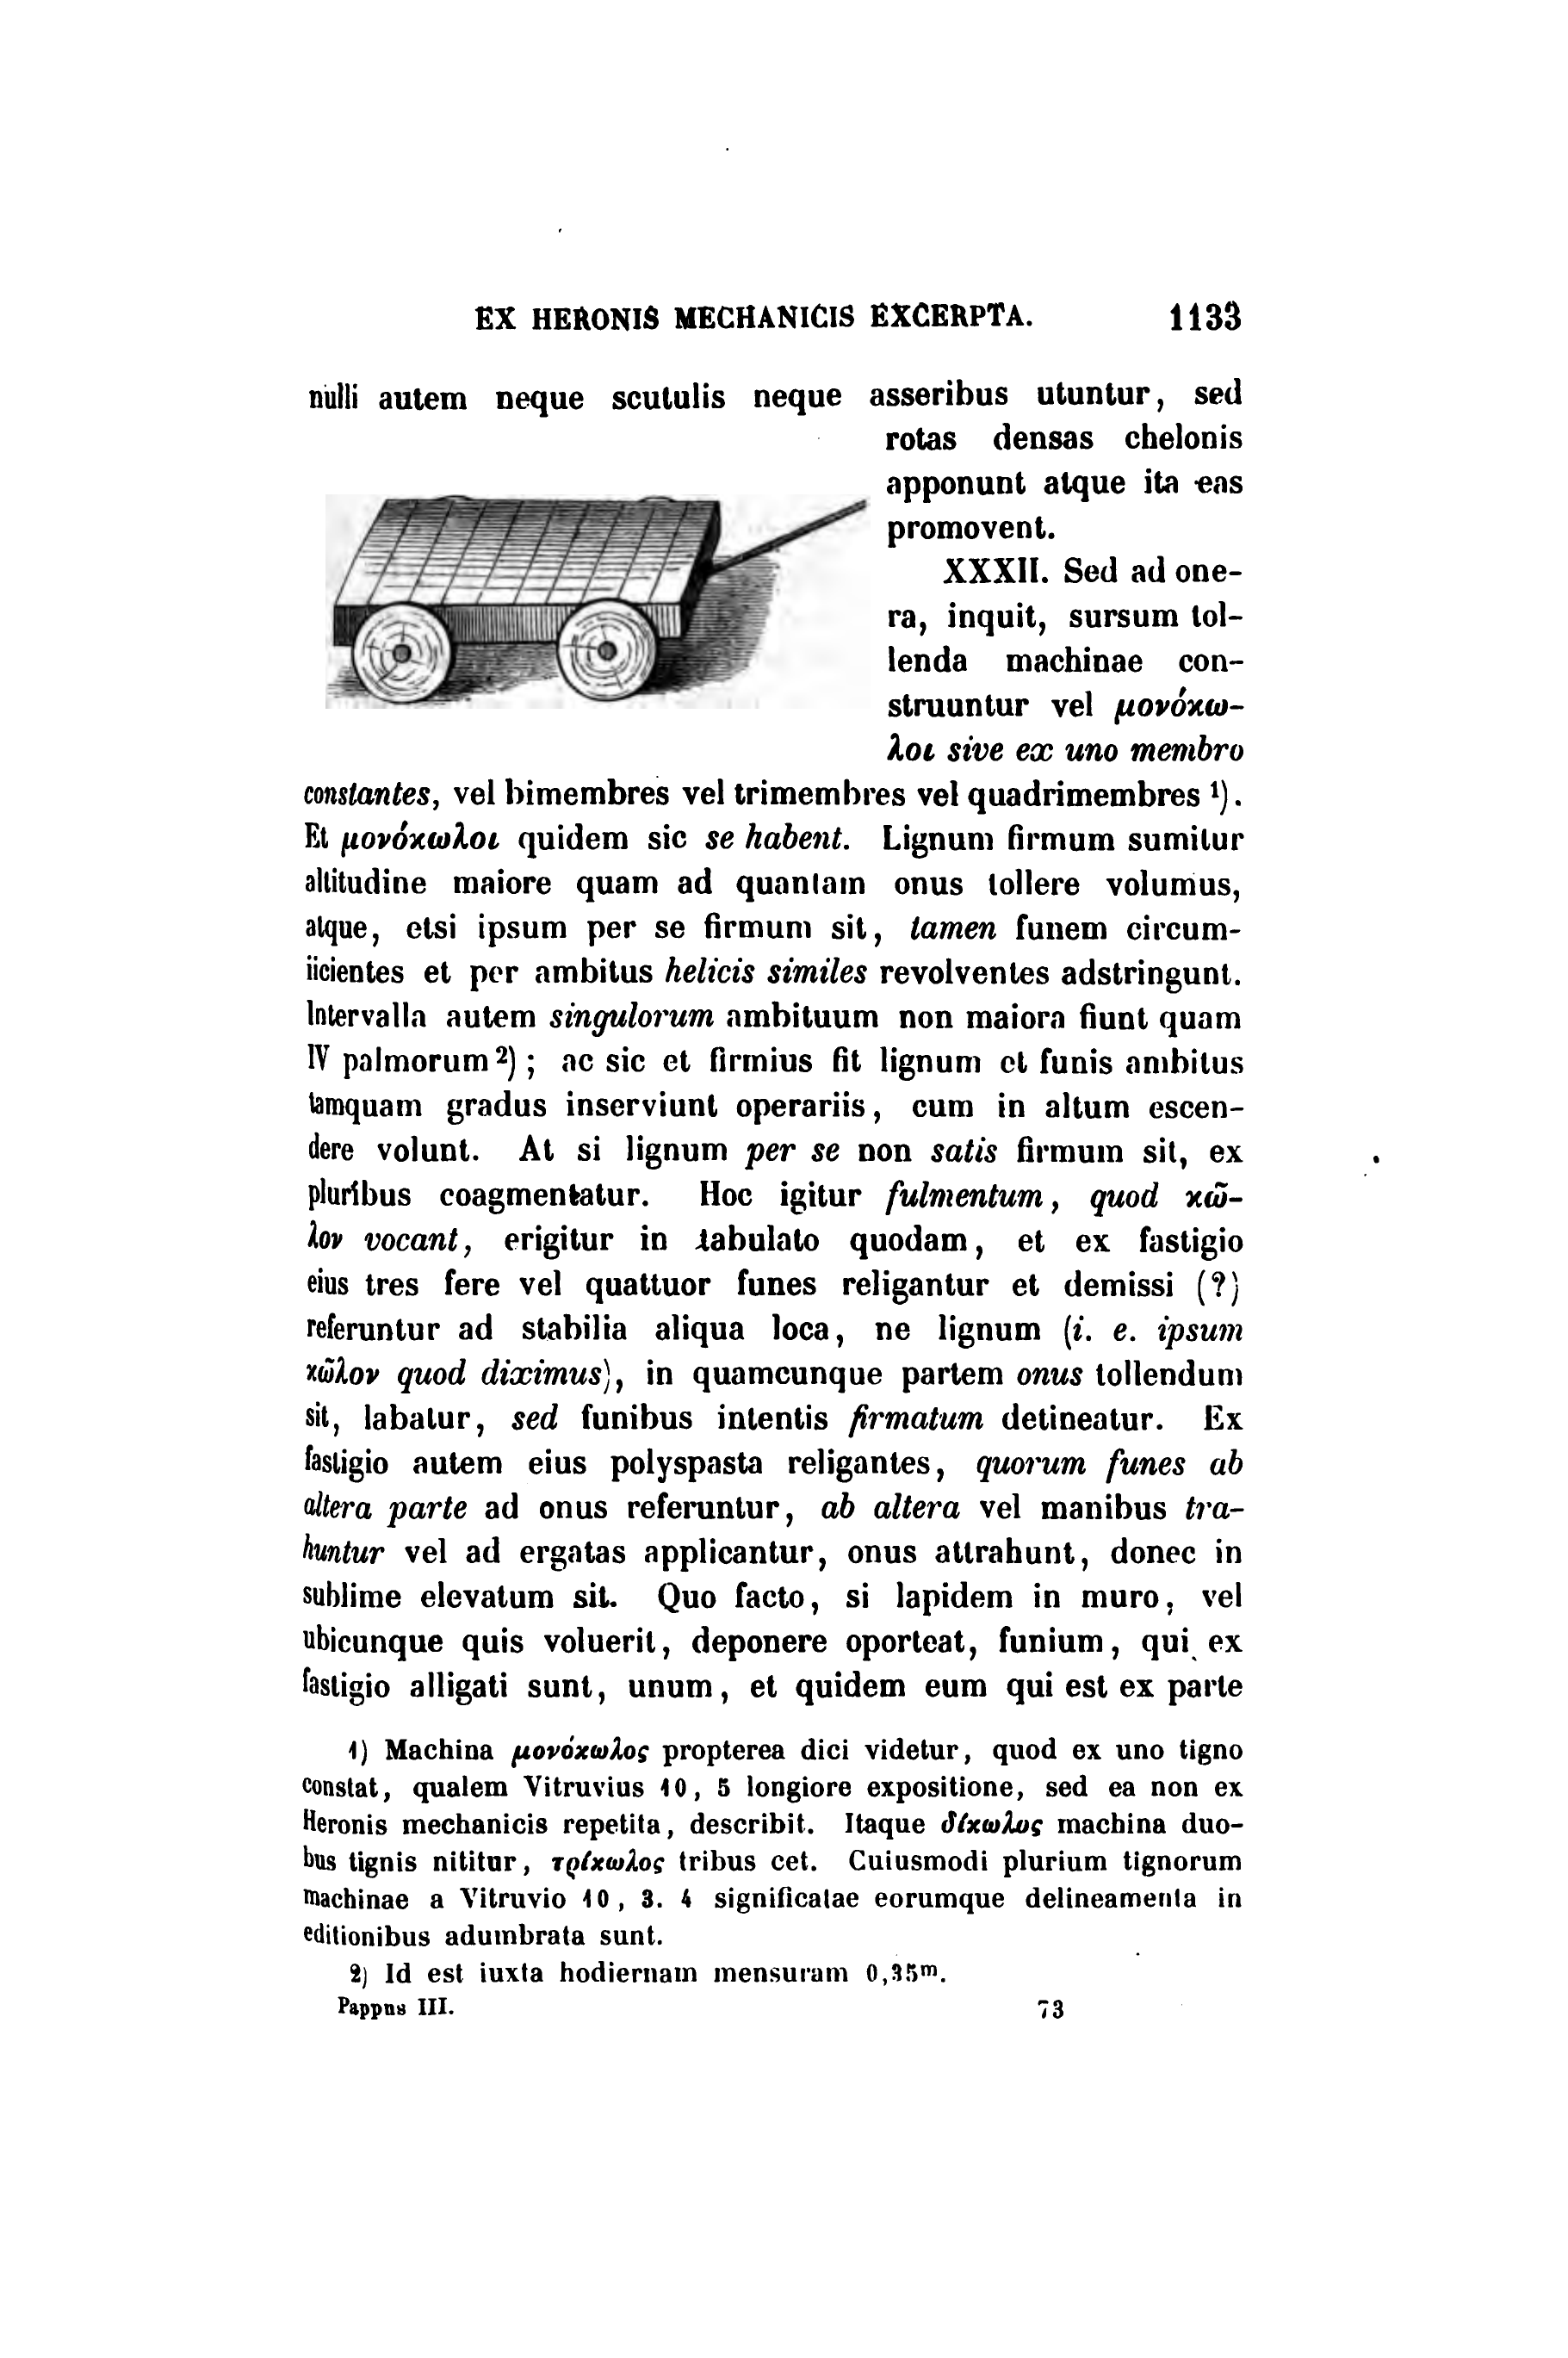 EX HERONIS MECHANICIS EXCERPTA. 1133
nulli autem neque scutulis neque asseribus utuntur, sed
rotas densas chelonis
apponunt atque ita eas
promovent.
XXXII. Sed ad one-
ra, inquit, sursum tol-
lenda machinae con-
struuntur vel μονόκω-
λοι sive ex uno membro
constantes, vel bimembres vel trimembres vel quadrimembres 1).
Et μονόκωλοι quidem sic se habent. Lignum firmum sumitur
altitudine maiore quam ad quantam onus tollere volumus,
atque, etsi ipsum per se firmum sit, tamen funem circum-
iicientes et per ambitus helicis similes revolventes adstringunt.
Intervalla autem singulorum ambituum non maiora fiunt quam
IV palmorum 2); ac sic et firmius fit lignum et funis ambitus
tamquam gradus inserviunt operariis, cum in altum escen-
dere volunt. At si lignum per se non satis firmum sit, ex
pluribus coagmentatur. Hoc igitur fulmentum, quod κῶ-
λον vocant, erigitur in tabulato quodam, et ex fastigio
eius tres fere vel quattuor funes religantur et demissi (?)
referuntur ad stabilia aliqua loca, ne lignum (i. e. ipsum
κῶλον quod diximus), in quamcunque partem onus tollendum
sit, labatur, sed funibus intentis firmatum detineatur. Ex
fastigio autem eius polyspasta religantes, quorum funes ab
altera parte ad onus referuntur, ab altera vel manibus tra-
huntur vel ad ergatas applicantur, onus attrahunt, donec in
sublime elevatum sit. Quo facto, si lapidem in muro, vel
ubicunque quis voluerit, deponere oporteat, funium, qui ex
fastigio alligati sunt, unum, et quidem eum qui est ex parte
1) Machina μονόκωλος propterea dici videtur, quod ex uno tigno
constat, qualem Vitruvius 10, 5 longiore expositione, sed ea non ex
Heronis mechanicis repetita, describit. Itaque δίκωλος machina duo-
bus tignis nititur, τρίκωλος tribus cet. Cuiusmodi plurium tignorum
machinae a Vitruvio 10, 3. 4 significatae eorumque delineamenta in
editionibus adumbrata sunt.
2) Id est iuxta hodiernam mensuram 0,35m.
Pappus III. 73